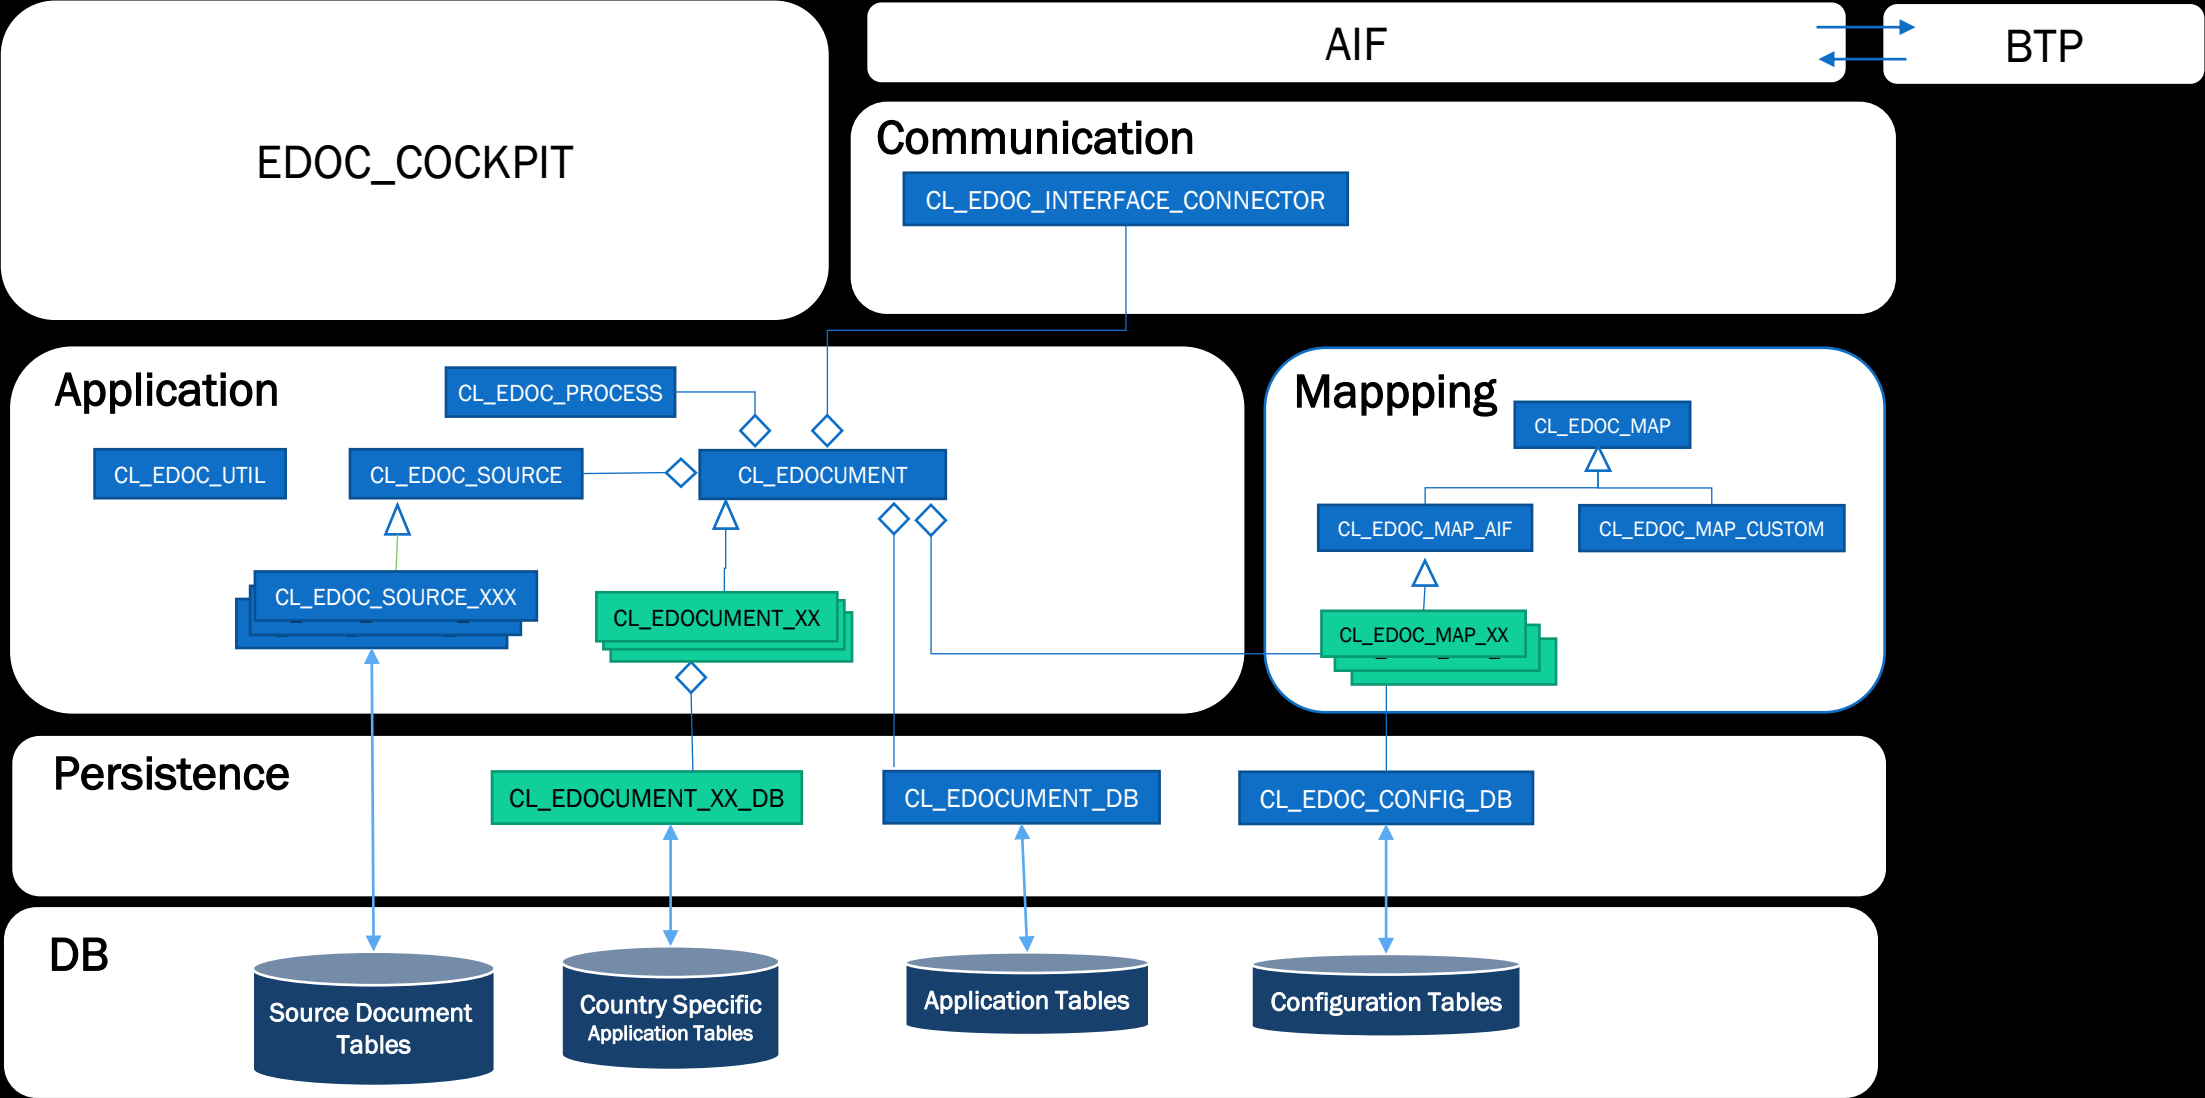 EDOC_COCKPIT
AIF
BTP
Communication
CL_EDOC_INTERFACE_CONNECTOR
Application
CL_EDOC_PROCESS
CL_EDOC_UTIL
CL_EDOC_SOURCE
CL_EDOCUMENT
CL_EDOC_SOURCE_XXX
CL_EDOCUMENT_XX
Mappping
CL_EDOC_MAP
CL_EDOC_MAP_AIF
CL_EDOC_MAP_CUSTOM
CL_EDOC_MAP_XX
Persistence
CL_EDOCUMENT_XX_DB
CL_EDOCUMENT_DB
CL_EDOC_CONFIG_DB
DB
Source Document
Tables
Country Specific
Application Tables
Application Tables
Configuration Tables